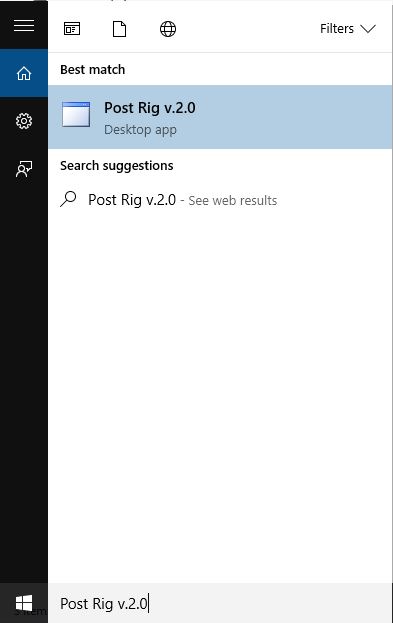 Filters
Best match
Post Rig v.2.0
Desktop app
Search suggestions
Post Rig v.2.0 - See web results
Post Rig v.2.0